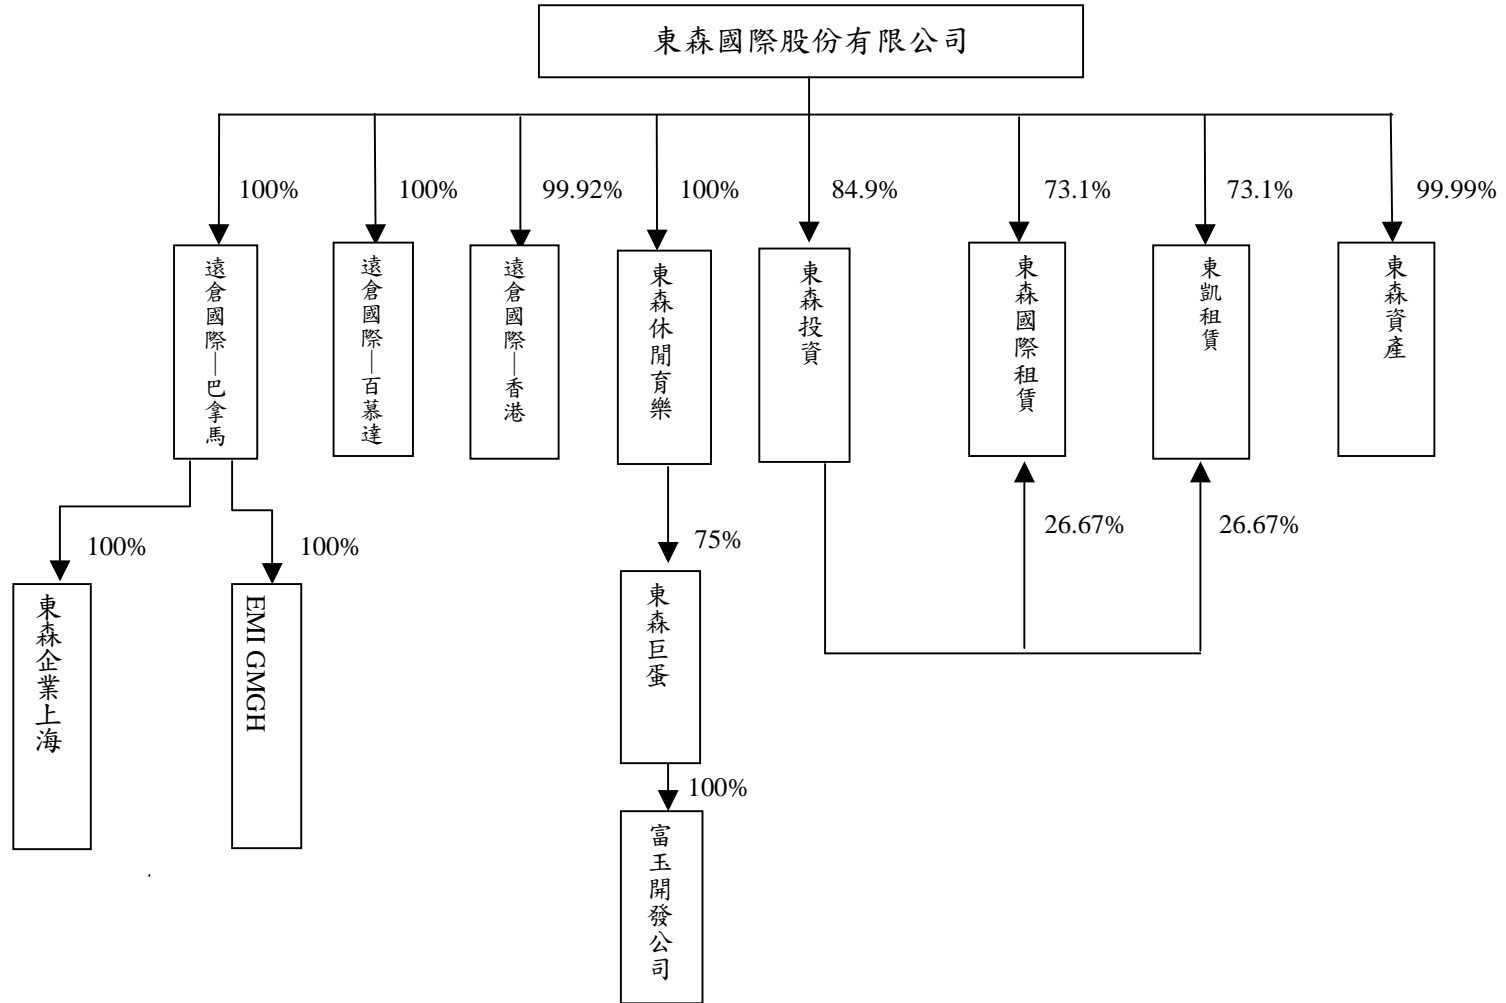 東森國際股份有限公司
100%
100%
99.92%
100%
84.9%
73.1%
73.1%
99.99%
遠倉國際—巴拿馬
遠倉國際—百慕達
遠倉國際—香港
東森休閒育樂
東森投資
東森國際租賃
東凱租賃
東森資產
100%
100%
75%
26.67%
26.67%
東森企業上海
EMI GMGH
東森巨蛋
100%
富玉開發公司